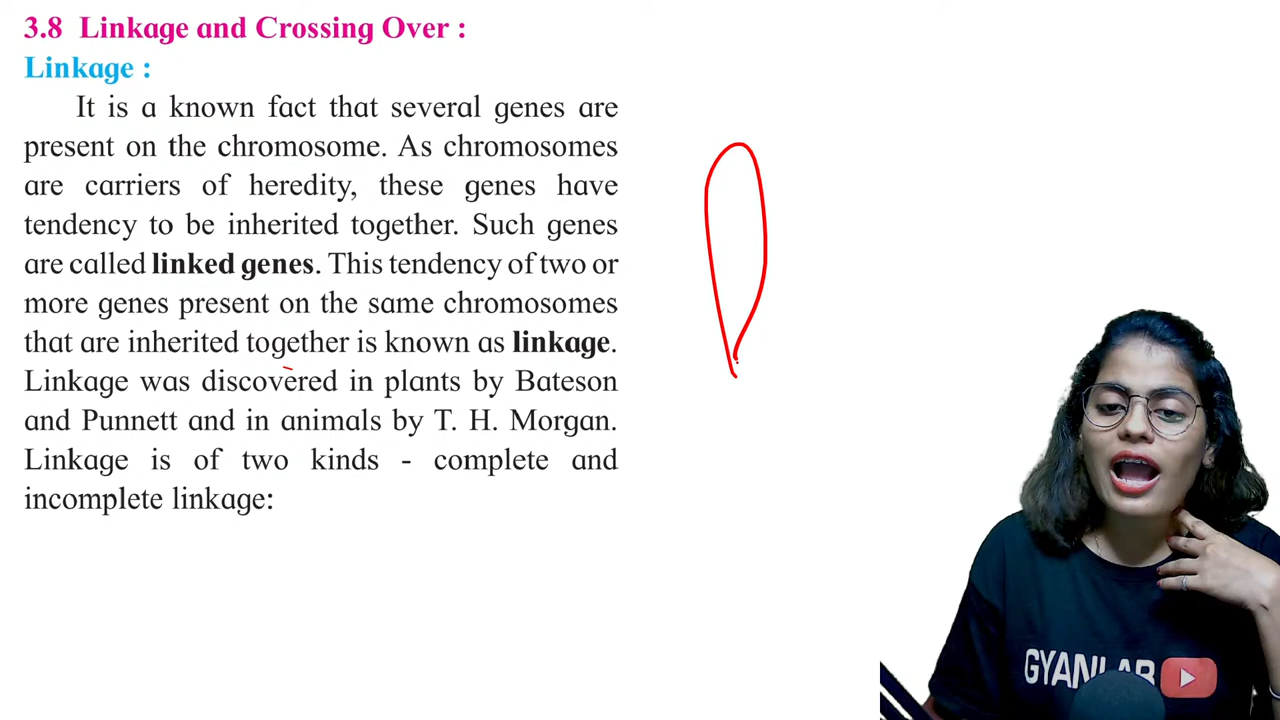 3.8 Linkage and Crossing Over :
Linkage :
It is a known fact that several genes are
present on the chromosome. As chromosomes
are carriers of heredity, these genes have
tendency to be inherited together. Such genes
are called linked genes. This tendency of two or
more genes present on the same chromosomes
that are inherited together is known as linkage.
Linkage was discovered in plants by Bateson
and Punnett and in animals by T. H. Morgan.
Linkage is of two kinds - complete and
incomplete linkage:
GYANLAB